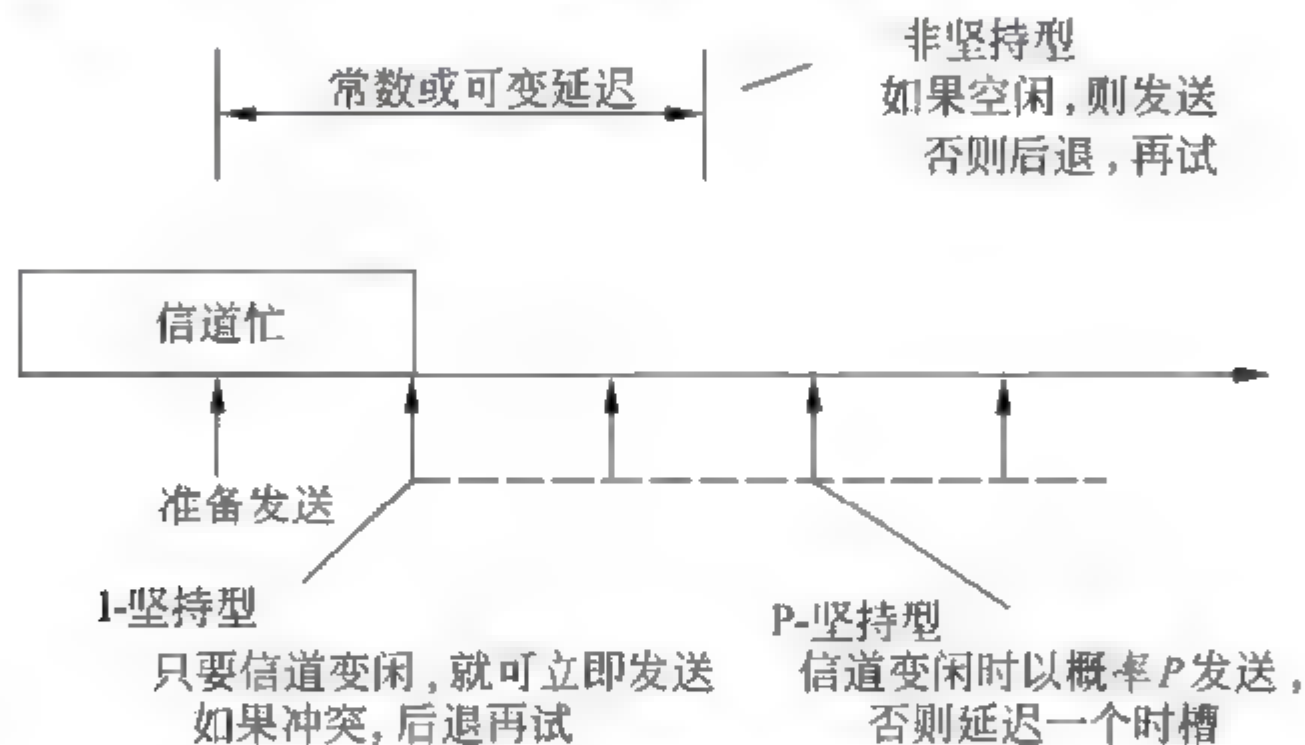 非坚持型
如果空闲,则发送
否则后退,再试
常数或可变延迟
信道忙
准备发送
1-坚持型
只要信道变闲,就可立即发送
如果冲突,后退再试
P-坚持型
信道变闲时以概率P发送,
否则延迟一个时槽